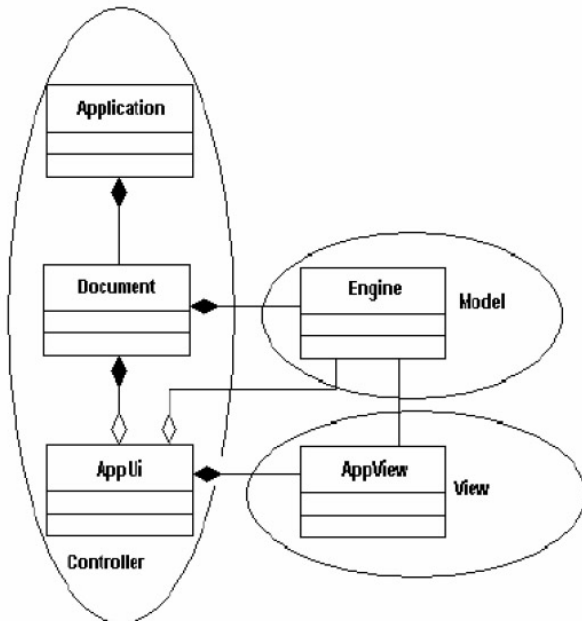 Application
Document
Engine
Model
AppUi
AppView
View
Controller